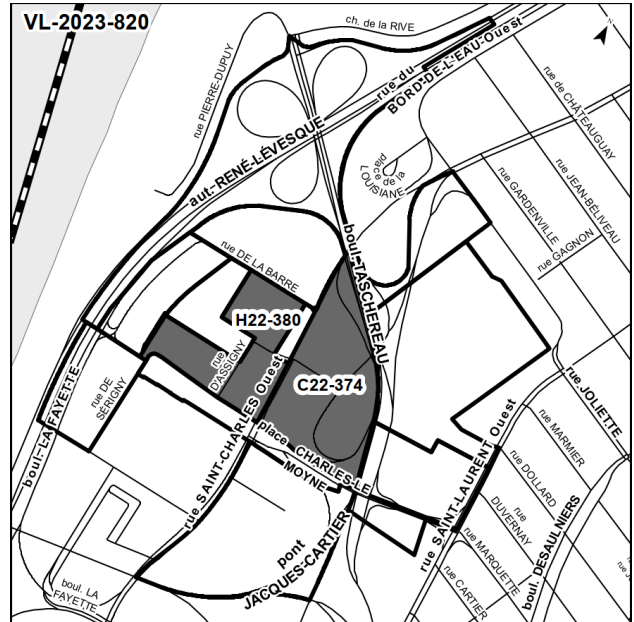 VL-2023-820
ch. de la RIVE
N
rue du
BORD-DE-L'EAU Ouest
rue PIERRE-DUPUY
aut. RENÉ-LÉVESQUE
rue de CHÂTEAUGUAY
place de la
LOUISIANE
rue JEAN-BÉLIVEAU
rue GARDENVILLE
rue GAGNON
boul. TASCHEREAU
rue DE LA BARRE
H22-380
rue
D'ASSIGNY
C22-374
rue DE
SÉRIGNY
boul. LA FAYETTE
rue SAINT-CHARLES Ouest
place CHARLES-LE
MOYNE
rue JOLIETTE
rue MARMIER
rue DOLLARD
rue
DUVERNAY
rue SAINT-LAURENT Ouest
boul. DESAULNIERS
rue MARQUETTE
rue CARTIER
pont
JACQUES-CARTIER
boul. LA
FAYETTE